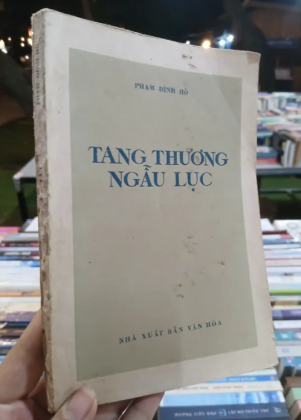 PHẠM ĐÌNH HỔ
TANG THƯƠNG
NGẪU LỤC
NHÀ XUẤT BẢN VĂN HÓA